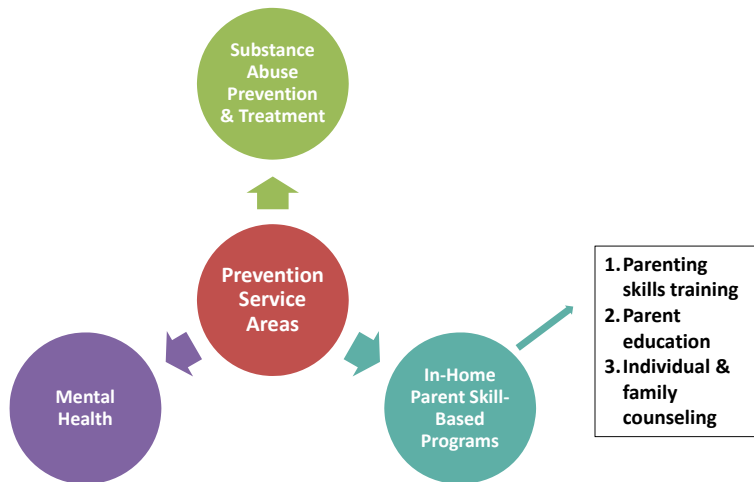 Substance
Abuse
Prevention
& Treatment
Prevention
Service
Areas
Mental
Health
In-Home
Parent Skill-
Based
Programs
1. Parenting
skills training
2. Parent
education
3. Individual &
family
counseling